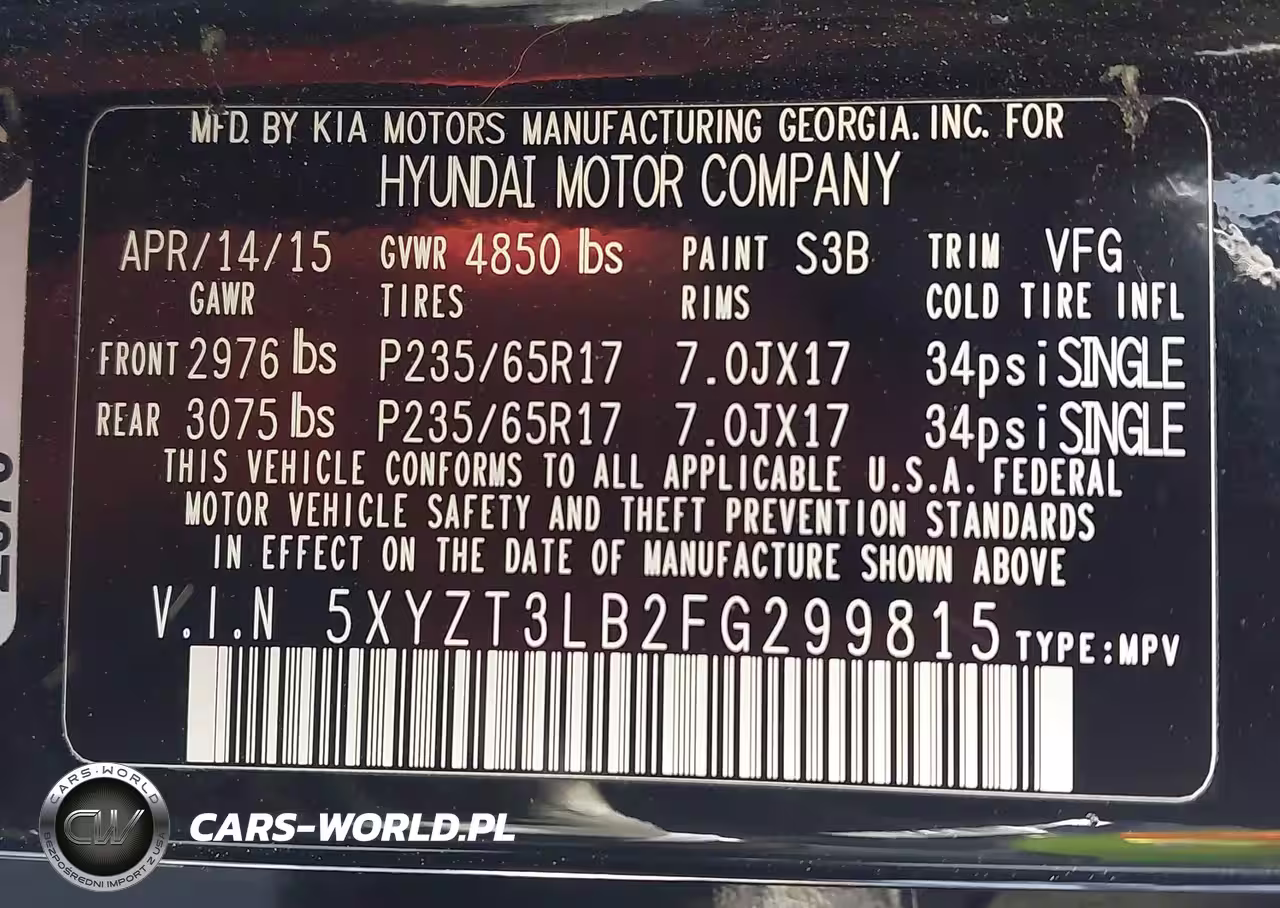 MFD. BY KIA MOTORS MANUFACTURING GEORGIA. INC. FOR
HYUNDAI MOTOR COMPANY
APR/14/15 GVWR 4850 lbs PAINT S3B TRIM VFG
GAWR TIRES RIMS COLD TIRE INFL
FRONT 2976 lbs P235/65R17 7.0JX17 34psi SINGLE
REAR 3075 lbs P235/65R17 7.0JX17 34psi SINGLE
THIS VEHICLE CONFORMS TO ALL APPLICABLE U.S.A. FEDERAL
MOTOR VEHICLE SAFETY AND THEFT PREVENTION STANDARDS
IN EFFECT ON THE DATE OF MANUFACTURE SHOWN ABOVE
V.I.N 5XYZT3LB2FG299815 TYPE:MPV
CARS-WORLD
CW
BEZPOŚREDNI IMPORT Z USA
CARS-WORLD.PL